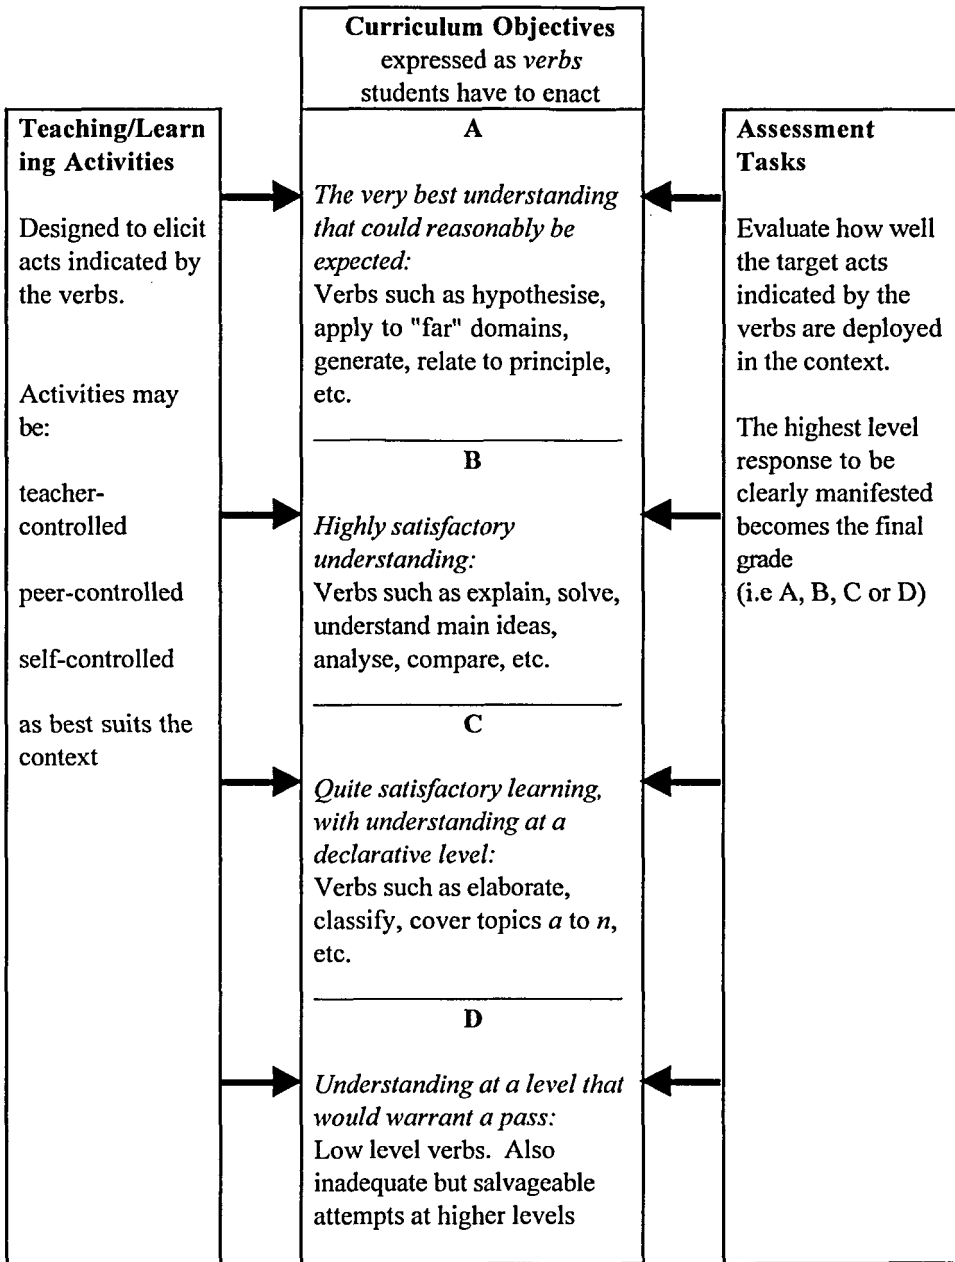 Curriculum Objectives
expressed as verbs
students have to enact
Teaching/Learn
ing Activities
Designed to elicit
acts indicated by
the verbs.
Activities may
be:
teacher-
controlled
peer-controlled
self-controlled
as best suits the
context
A
The very best understanding
that could reasonably be
expected:
Verbs such as hypothesise,
apply to "far" domains,
generate, relate to principle,
etc.
B
Highly satisfactory
understanding:
Verbs such as explain, solve,
understand main ideas,
analyse, compare, etc.
C
Quite satisfactory learning,
with understanding at a
declarative level:
Verbs such as elaborate,
classify, cover topics a to n,
etc.
D
Understanding at a level that
would warrant a pass:
Low level verbs. Also
inadequate but salvageable
attempts at higher levels
Assessment
Tasks
Evaluate how well
the target acts
indicated by the
verbs are deployed
in the context.
The highest level
response to be
clearly manifested
becomes the final
grade
(i.e A, B, C or D)